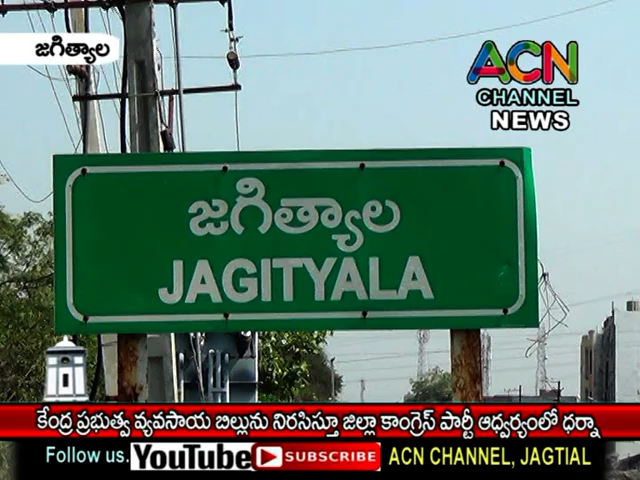 జగిత్యాల
ACN
CHANNEL
NEWS
జగిత్యాల
JAGITYALA
కేంద్ర ప్రభుత్వ వ్యవసాయ బిల్లును నిరసిస్తూ జిల్లా కాంగ్రెస్ పార్టీ ఆధ్వర్యంలో ధర్నా
Follow us. YouTube SUBSCRIBE ACN CHANNEL, JAGTIAL